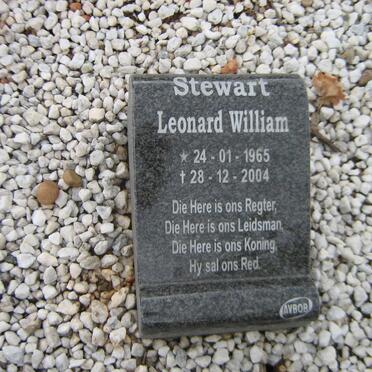 Stewart
Leonard William
* 24 - 01 - 1965
† 28 - 12 - 2004
Die Here is ons Regter,
Die Here is ons Leidsman,
Die Here is ons Koning,
Hy sal ons Red.
AVBOB